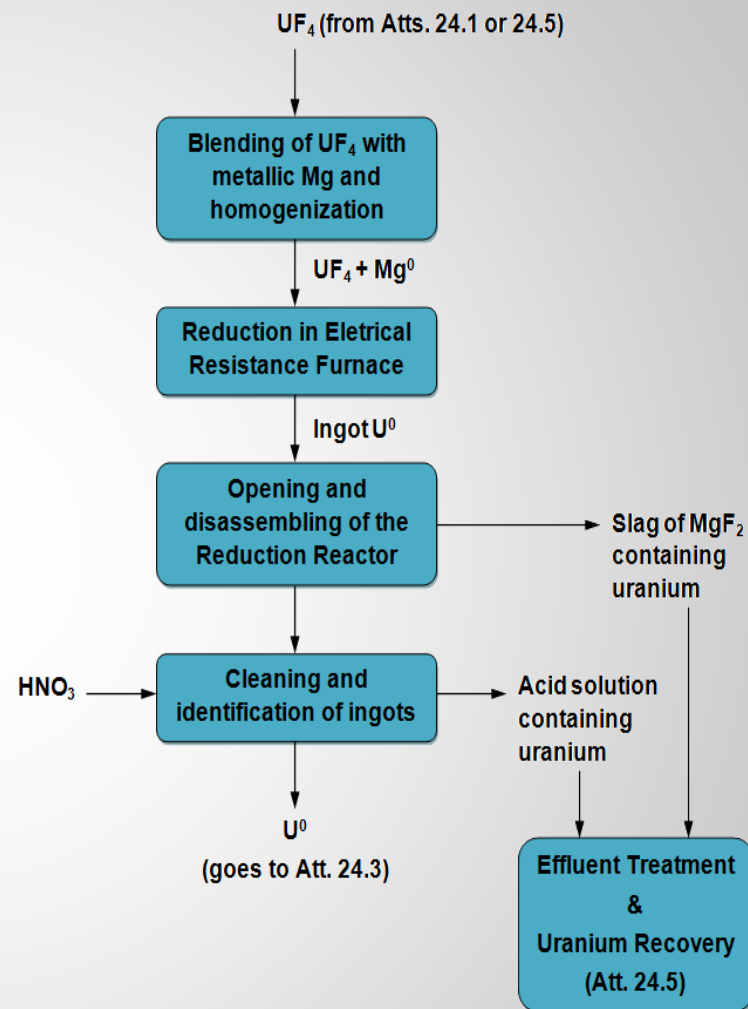 UF₄ (from Atts. 24.1 or 24.5)
Blending of UF₄ with
metallic Mg and
homogenization
UF₄ + Mg⁰
Reduction in Eletrical
Resistance Furnace
Ingot U⁰
Opening and
disassembling of the
Reduction Reactor
Slag of MgF₂
containing
uranium
HNO₃
Cleaning and
identification of ingots
Acid solution
containing
uranium
U⁰
(goes to Att. 24.3)
Effluent Treatment
&
Uranium Recovery
(Att. 24.5)